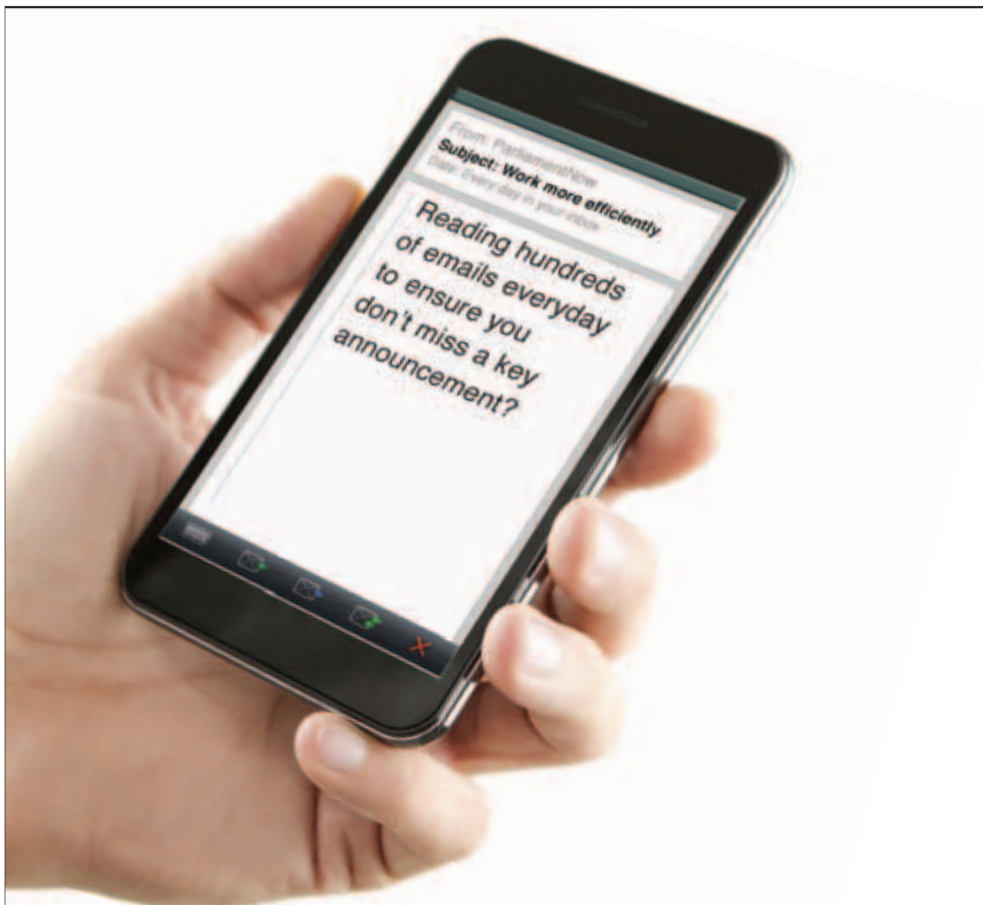 From: ParliamentNow
Subject: Work more efficiently
Date: Every day in your inbox
Reading hundreds
of emails everyday
to ensure you
don't miss a key
announcement?